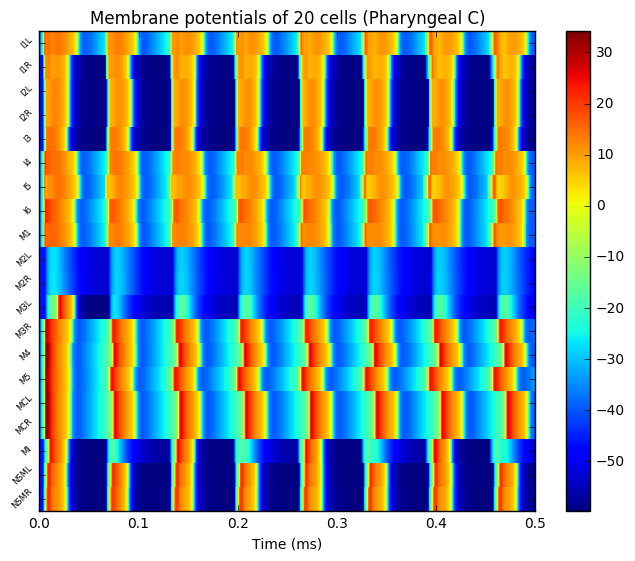 Membrane potentials of 20 cells (Pharyngeal C)
I1L
I1R
I2L
I2R
I3
I4
I5
I6
M1
M2L
M2R
M3L
M3R
M4
M5
MCL
MCR
MI
NSML
NSMR
0.0 0.1 0.2 0.3 0.4 0.5
Time (ms)
30
20
10
0
−10
−20
−30
−40
−50